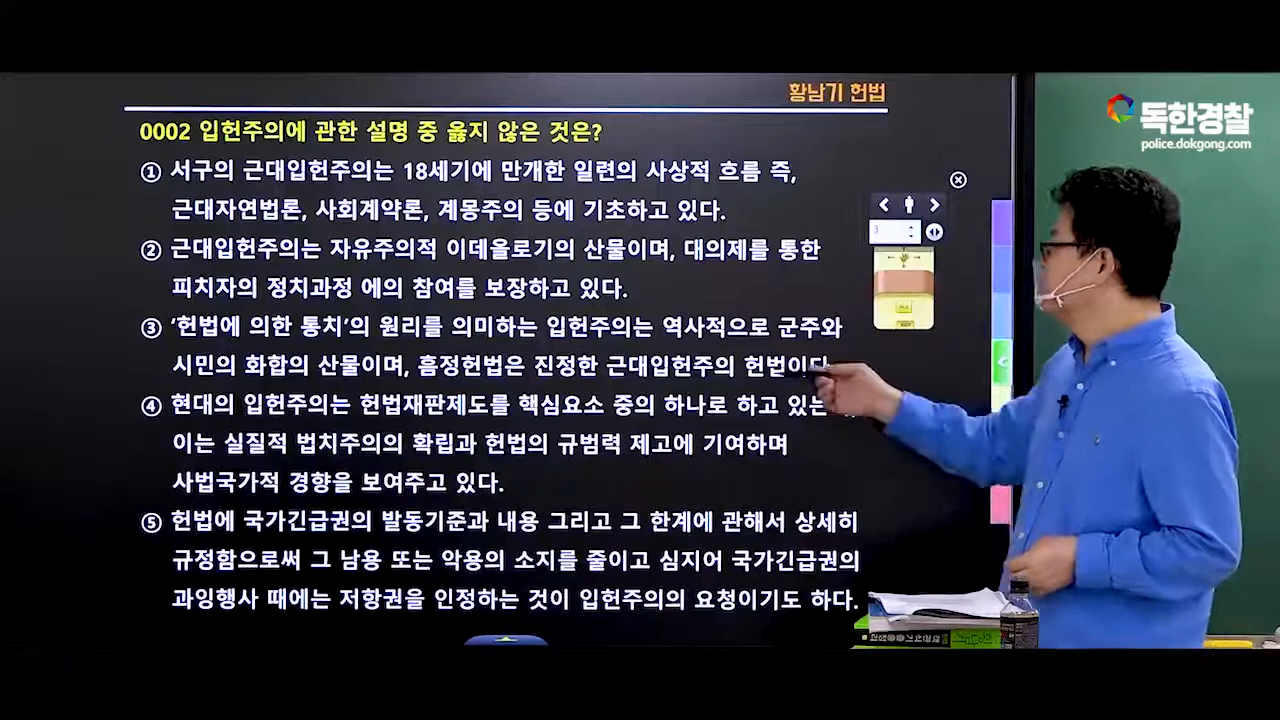 황남기 헌법
독한경찰
police.dokgong.com
0002 입헌주의에 관한 설명 중 옳지 않은 것은?
① 서구의 근대입헌주의는 18세기에 만개한 일련의 사상적 흐름 즉,
근대자연법론, 사회계약론, 계몽주의 등에 기초하고 있다.
② 근대입헌주의는 자유주의적 이데올로기의 산물이며, 대의제를 통한
피치자의 정치과정 에의 참여를 보장하고 있다.
③ ‘헌법에 의한 통치’의 원리를 의미하는 입헌주의는 역사적으로 군주와
시민의 화합의 산물이며, 흠정헌법은 진정한 근대입헌주의 헌법이다
④ 현대의 입헌주의는 헌법재판제도를 핵심요소 중의 하나로 하고 있는
이는 실질적 법치주의의 확립과 헌법의 규범력 제고에 기여하며
사법국가적 경향을 보여주고 있다.
⑤ 헌법에 국가긴급권의 발동기준과 내용 그리고 그 한계에 관해서 상세히
규정함으로써 그 남용 또는 악용의 소지를 줄이고 심지어 국가긴급권의
과잉행사 때에는 저항권을 인정하는 것이 입헌주의의 요청이기도 하다.
3